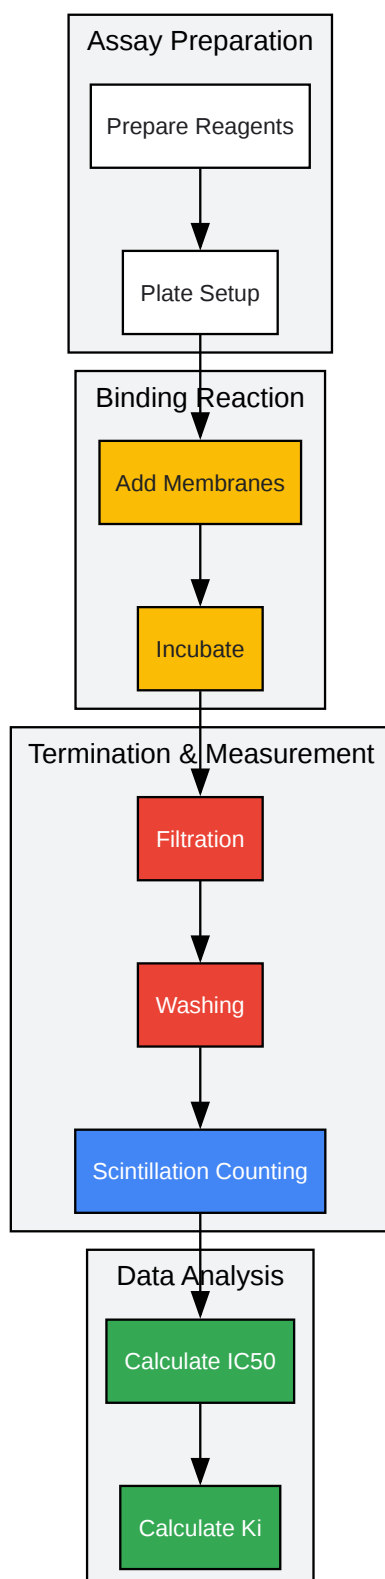 Assay Preparation
Prepare Reagents
Plate Setup
Binding Reaction
Add Membranes
Incubate
Termination & Measurement
Filtration
Washing
Scintillation Counting
Data Analysis
Calculate IC50
Calculate Ki